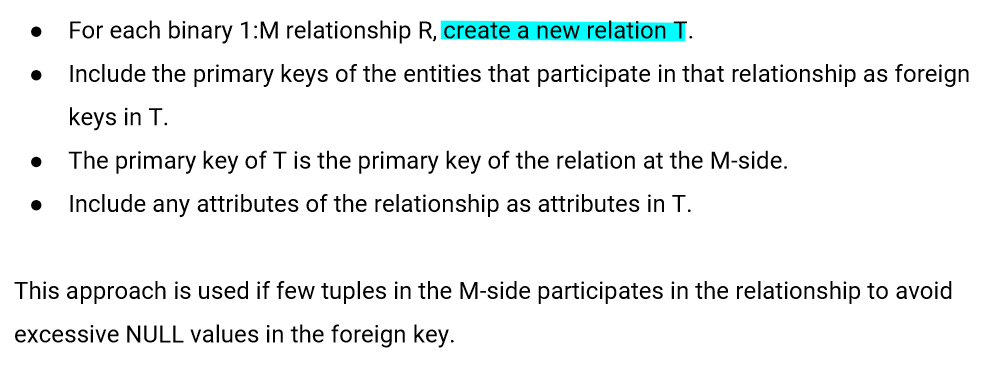 ● For each binary 1:M relationship R, create a new relation T.
● Include the primary keys of the entities that participate in that relationship as foreign
keys in T.
● The primary key of T is the primary key of the relation at the M-side.
● Include any attributes of the relationship as attributes in T.
This approach is used if few tuples in the M-side participates in the relationship to avoid
excessive NULL values in the foreign key.